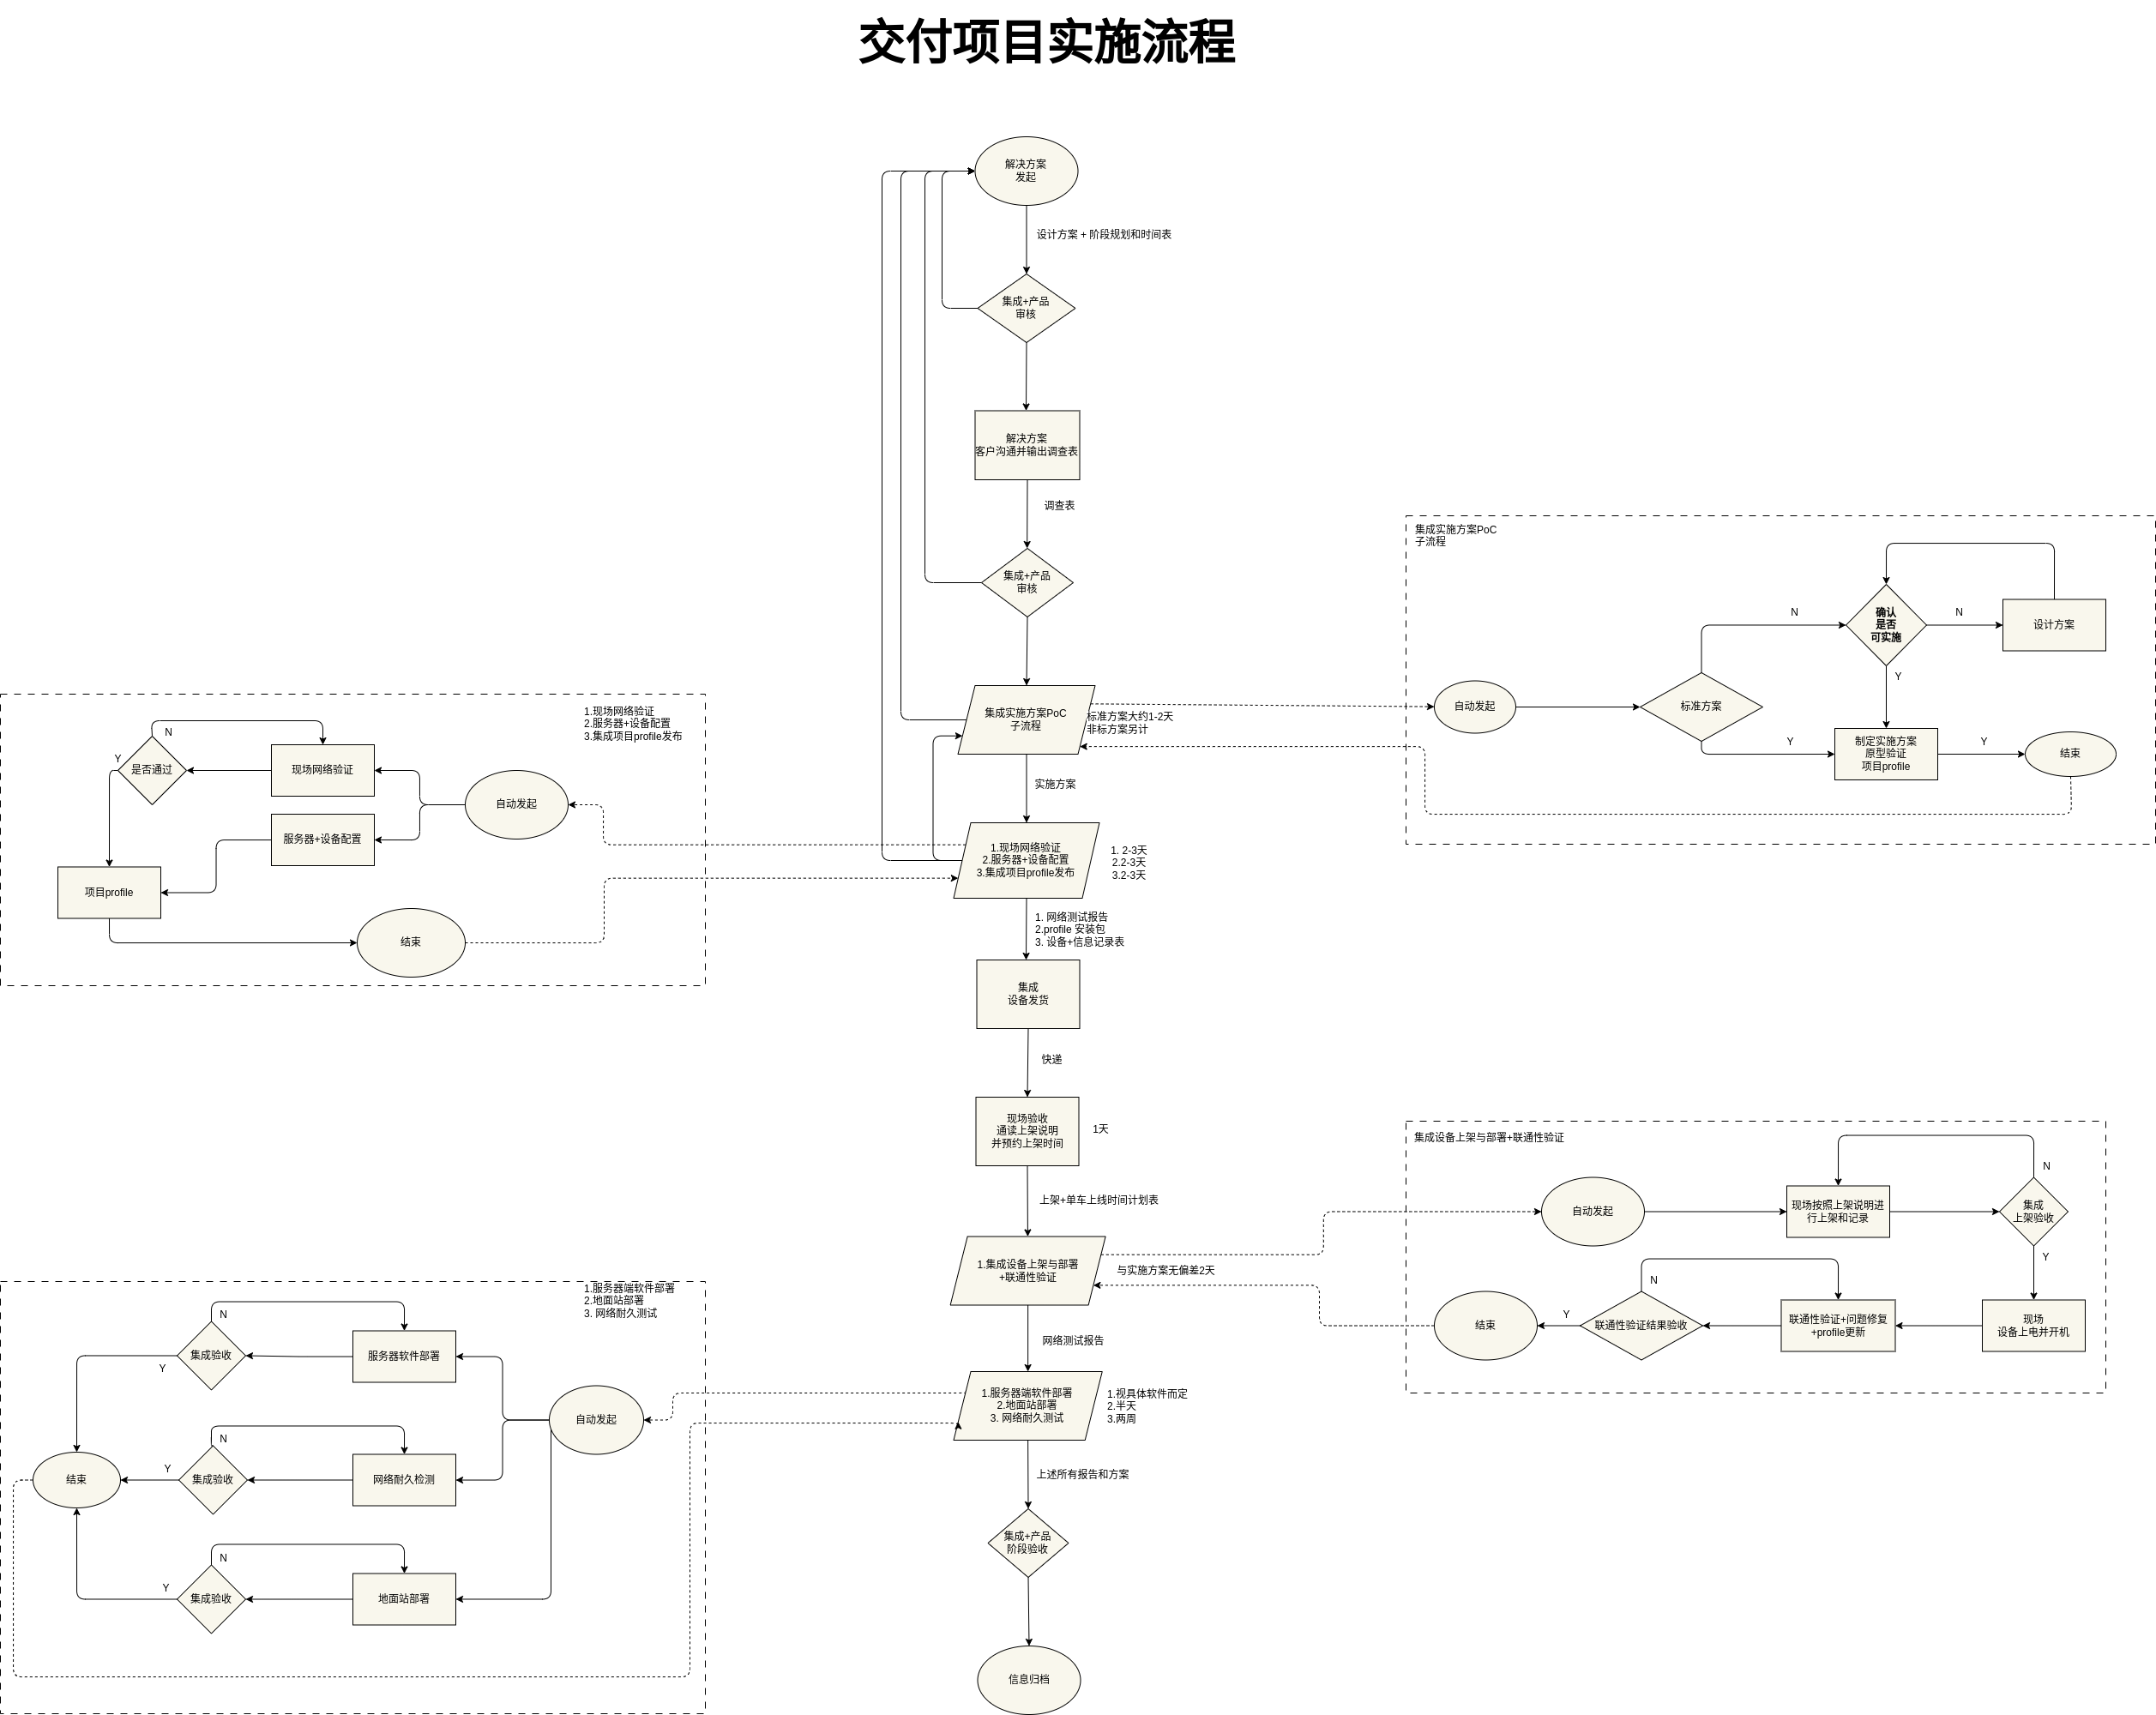 交付项目实施流程
解决方案
发起
设计方案 + 阶段规划和时间表
集成+产品
审核
解决方案
客户沟通并输出调查表
调查表
集成+产品
审核
集成实施方案PoC
子流程
标准方案大约1-2天
非标方案另计
实施方案
1.现场网络验证
2.服务器+设备配置
3.集成项目profile发布
1. 2-3天
2.2-3天
3.2-3天
1. 网络测试报告
2.profile 安装包
3. 设备+信息记录表
集成
设备发货
快递
现场验收
通读上架说明
并预约上架时间
1天
上架+单车上线时间计划表
1.集成设备上架与部署
+联通性验证
与实施方案无偏差2天
网络测试报告
1.服务器端软件部署
2.地面站部署
3. 网络耐久测试
1.视具体软件而定
2.半天
3.两周
上述所有报告和方案
集成+产品
阶段验收
信息归档
集成实施方案PoC
子流程
自动发起
标准方案
N
确认
是否
可实施
N
设计方案
Y
Y
制定实施方案
原型验证
项目profile
Y
结束
1.现场网络验证
2.服务器+设备配置
3.集成项目profile发布
N
Y
是否通过
现场网络验证
自动发起
服务器+设备配置
项目profile
结束
集成设备上架与部署+联通性验证
自动发起
现场按照上架说明进
行上架和记录
N
集成
上架验收
Y
N
结束
Y
联通性验证结果验收
联通性验证+问题修复
+profile更新
现场
设备上电并开机
1.服务器端软件部署
2.地面站部署
3. 网络耐久测试
N
集成验收
Y
服务器软件部署
自动发起
N
Y
结束
集成验收
网络耐久检测
N
Y
集成验收
地面站部署